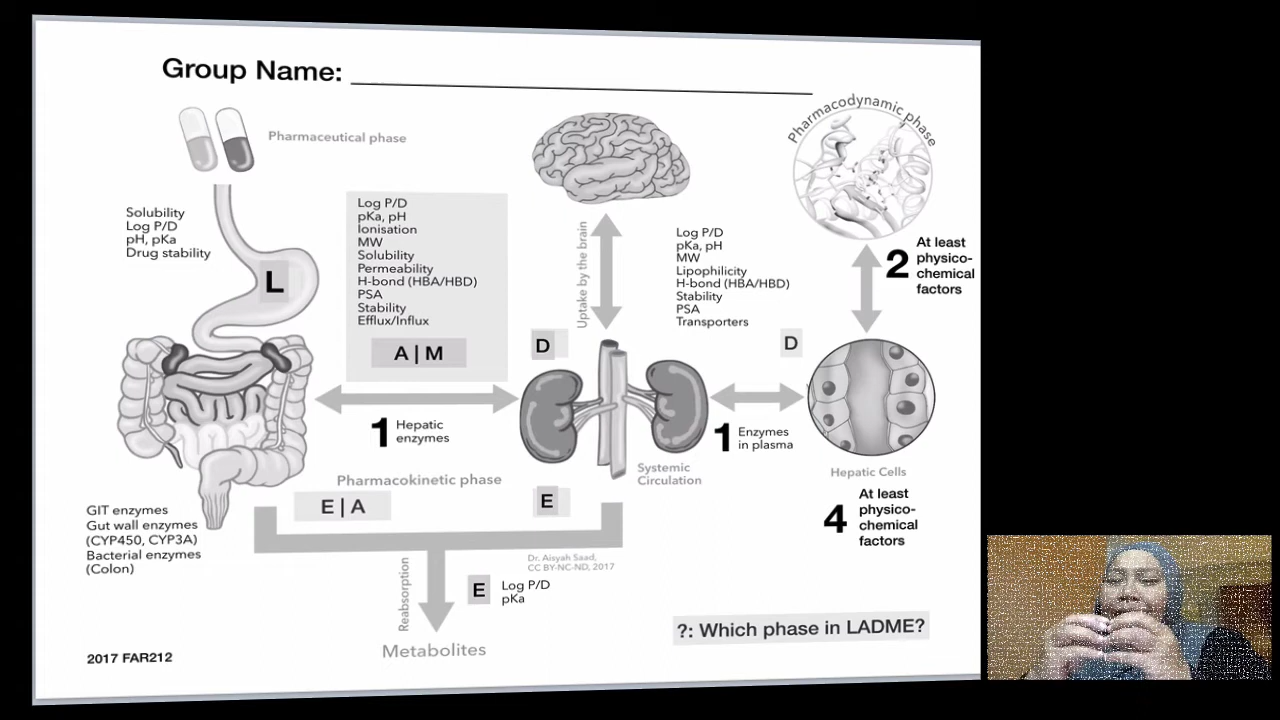 Group Name:
Pharmaceutical phase
Pharmacodynamic phase
Solubility
Log P/D
pH, pKa
Drug stability
L
Log P/D
pKa, pH
Ionisation
MW
Solubility
Permeability
H-bond (HBA/HBD)
PSA
Stability
Efflux/Influx
A | M
Uptake by the brain
D
Log P/D
pKa, pH
MW
Lipophilicity
H-bond (HBA/HBD)
Stability
PSA
Transporters
D
2
At least
physico-
chemical
factors
1
Hepatic
enzymes
1
Enzymes
in plasma
Pharmacokinetic phase
Systemic
Circulation
Hepatic Cells
4
At least
physico-
chemical
factors
E | A
E
GIT enzymes
Gut wall enzymes
(CYP450, CYP3A)
Bacterial enzymes
(Colon)
Dr. Aisyah Saad,
CC BY-NC-ND, 2017
Reabsorption
E
Log P/D
pKa
Metabolites
?: Which phase in LADME?
2017 FAR212